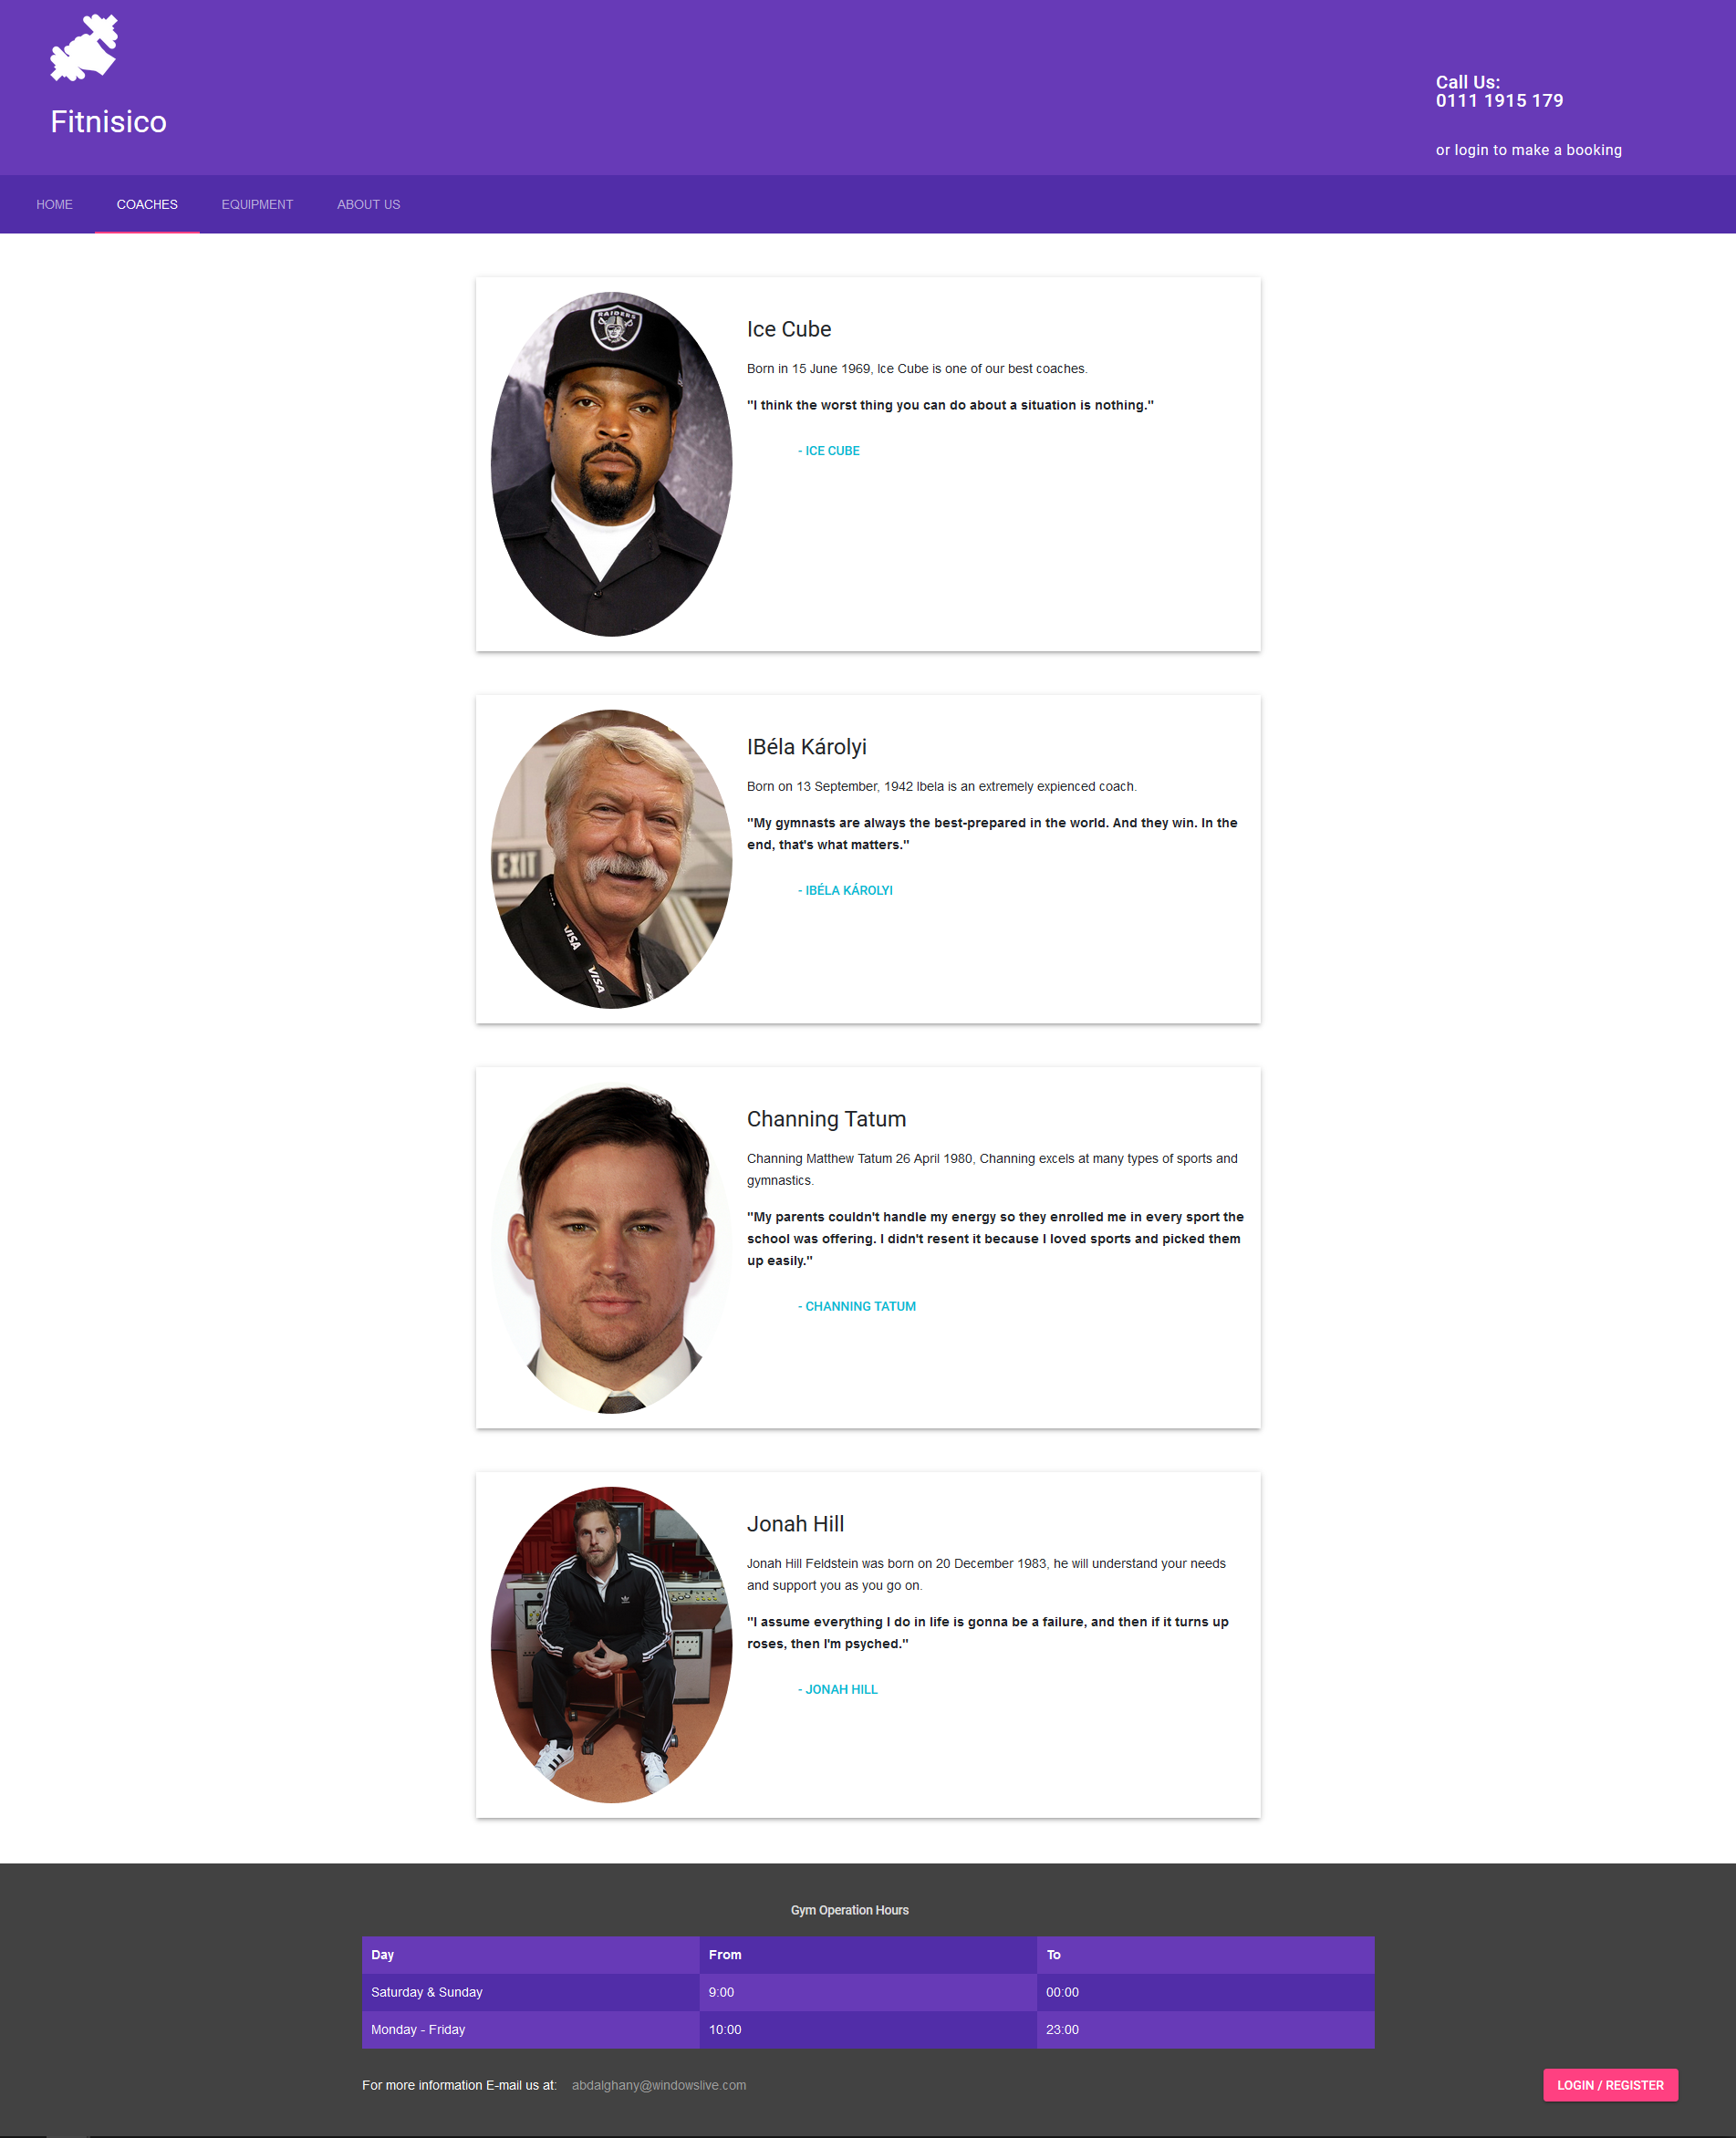 Fitnisico
Call Us:
0111 1915 179
or login to make a booking
HOME COACHES EQUIPMENT ABOUT US
RAIDERS
Ice Cube
Born in 15 June 1969, Ice Cube is one of our best coaches.
"I think the worst thing you can do about a situation is nothing."
- ICE CUBE
IBéla Károlyi
Born on 13 September, 1942 Ibela is an extremely expienced coach.
"My gymnasts are always the best-prepared in the world. And they win. In the
end, that's what matters."
- IBÉLA KÁROLYI
EXIT
VISA
VISA
Channing Tatum
Channing Matthew Tatum 26 April 1980, Channing excels at many types of sports and
gymnastics.
"My parents couldn't handle my energy so they enrolled me in every sport the
school was offering. I didn't resent it because I loved sports and picked them
up easily."
- CHANNING TATUM
Jonah Hill
Jonah Hill Feldstein was born on 20 December 1983, he will understand your needs
and support you as you go on.
"I assume everything I do in life is gonna be a failure, and then if it turns up
roses, then I'm psyched."
- JONAH HILL
Gym Operation Hours
Day From To
Saturday & Sunday 9:00 00:00
Monday - Friday 10:00 23:00
For more information E-mail us at: abdalghany@windowslive.com
LOGIN / REGISTER